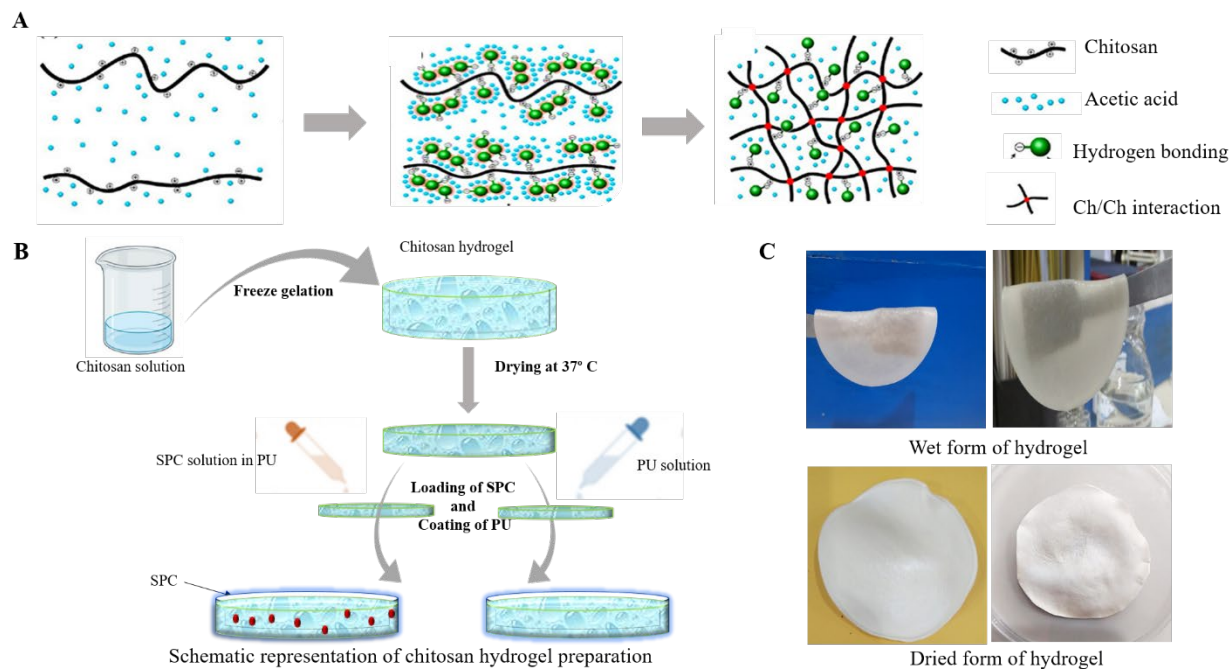 A
Chitosan
Acetic acid
Hydrogen bonding
Ch/Ch interaction
B
Chitosan hydrogel
Freeze gelation
Chitosan solution
Drying at 37º C
SPC solution in PU
PU solution
Loading of SPC
and
Coating of PU
SPC
Schematic representation of chitosan hydrogel preparation
C
Wet form of hydrogel
Dried form of hydrogel